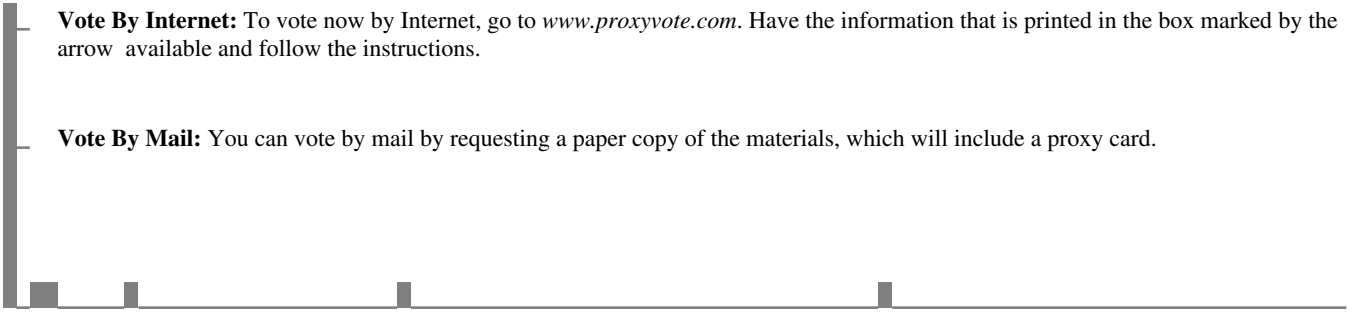 Vote By Internet: To vote now by Internet, go to www.proxyvote.com. Have the information that is printed in the box marked by the
arrow available and follow the instructions.
Vote By Mail: You can vote by mail by requesting a paper copy of the materials, which will include a proxy card.